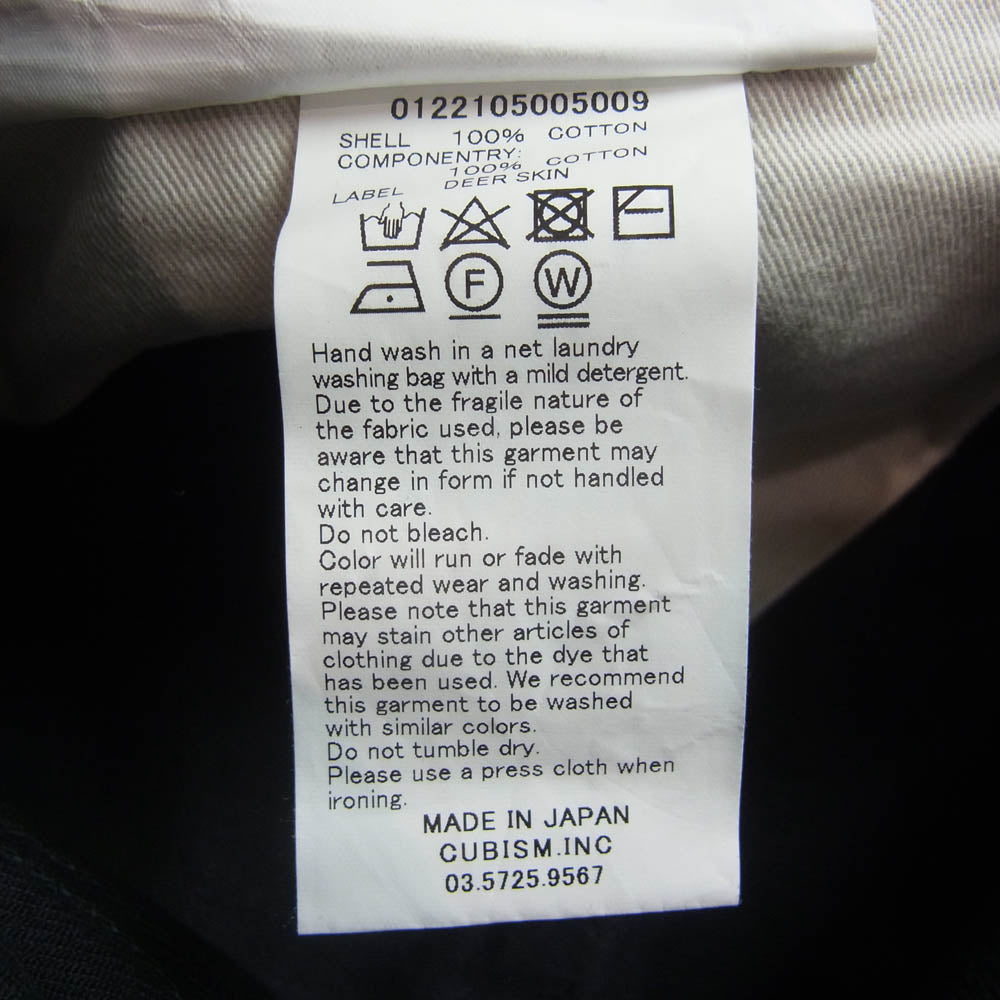 0122105005009
SHELL 100% COTTON
COMPONENTRY:
100% COTTON
LABEL DEER SKIN
F W
Hand wash in a net laundry
washing bag with a mild detergent.
Due to the fragile nature of
the fabric used, please be
aware that this garment may
change in form if not handled
with care.
Do not bleach.
Color will run or fade with
repeated wear and washing.
Please note that this garment
may stain other articles of
clothing due to the dye that
has been used. We recommend
this garment to be washed
with similar colors.
Do not tumble dry.
Please use a press cloth when
ironing.
MADE IN JAPAN
CUBISM.INC
03.5725.9567